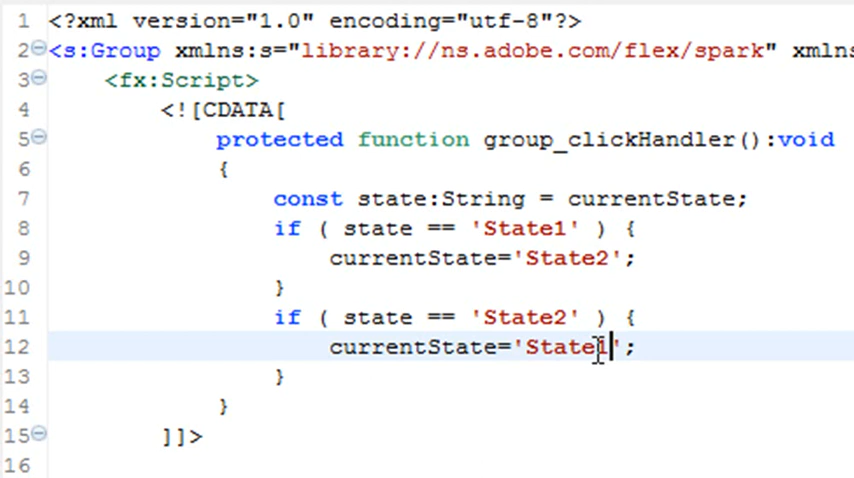 1 <?xml version="1.0" encoding="utf-8"?>
2 <s:Group xmlns:s="library://ns.adobe.com/flex/spark" xmlns
3 <fx:Script>
4 <![CDATA[
5 protected function group_clickHandler():void
6 {
7 const state:String = currentState;
8 if ( state == 'State1' ) {
9 currentState='State2';
10 }
11 if ( state == 'State2' ) {
12 currentState='State1';
13 }
14 }
15 ]]>
16